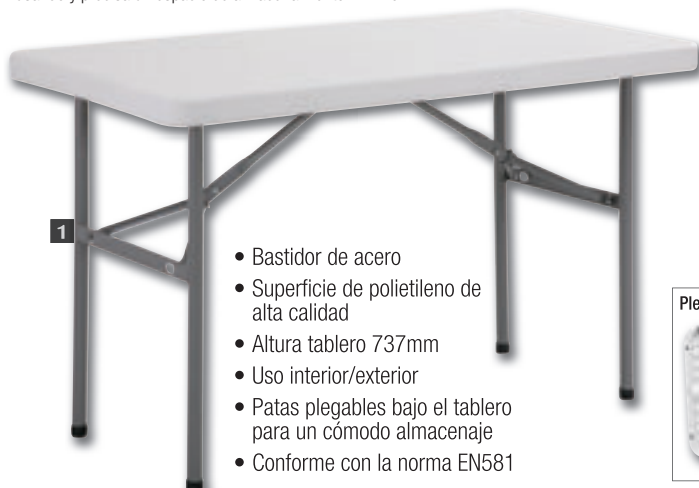 1
• Bastidor de acero
• Superficie de polietileno de
alta calidad
• Altura tablero 737mm
• Uso interior/exterior
• Patas plegables bajo el tablero
para un cómodo almacenaje
• Conforme con la norma EN581
Ple